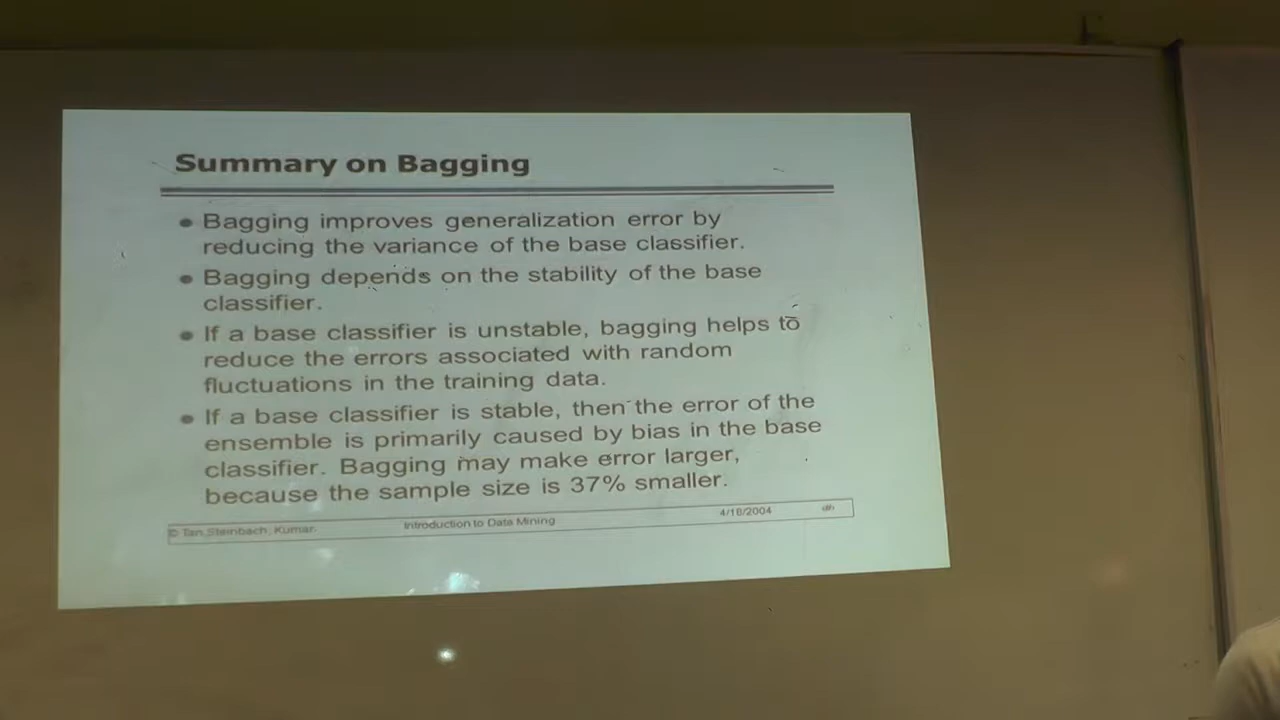 Summary on Bagging
Bagging improves generalization error by
reducing the variance of the base classifier.
Bagging depends on the stability of the base
classifier.
If a base classifier is unstable, bagging helps to
reduce the errors associated with random
fluctuations in the training data.
If a base classifier is stable, then the error of the
ensemble is primarily caused by bias in the base
classifier. Bagging may make error larger,
because the sample size is 37% smaller.
© Tan,Steinbach, Kumar Introduction to Data Mining 4/18/2004